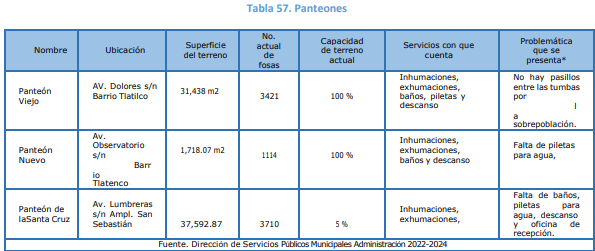 Tabla 57. Panteones
Nombre
Ubicación
Superficie
del terreno
No.
actual
de
fosas
Capacidad
de terreno
actual
Servicios con que
cuenta
Problemática
que se
presenta*
Panteón
Viejo
AV. Dolores s/n
Barrio Tlatilco
31,438 m2
3421
100 %
Inhumaciones,
exhumaciones,
baños, piletas y
descanso
No hay pasillos
entre las tumbas
por
l
a
sobrepoblación.
Panteón
Nuevo
Av.
Observatorio
s/n
Barr
io
Tlatenco
1,718.07 m2
1114
100 %
Inhumaciones,
exhumaciones,
baños y descanso
Falta de piletas
para agua,
Panteón de
laSanta Cruz
Av. Lumbreras
s/n Ampl. San
Sebastián
37,592.87
3710
5 %
Inhumaciones,
exhumaciones,
Falta de baños,
piletas para
agua, descanso
y oficina de
recepción.
Fuente. Dirección de Servicios Públicos Municipales Administración 2022-2024